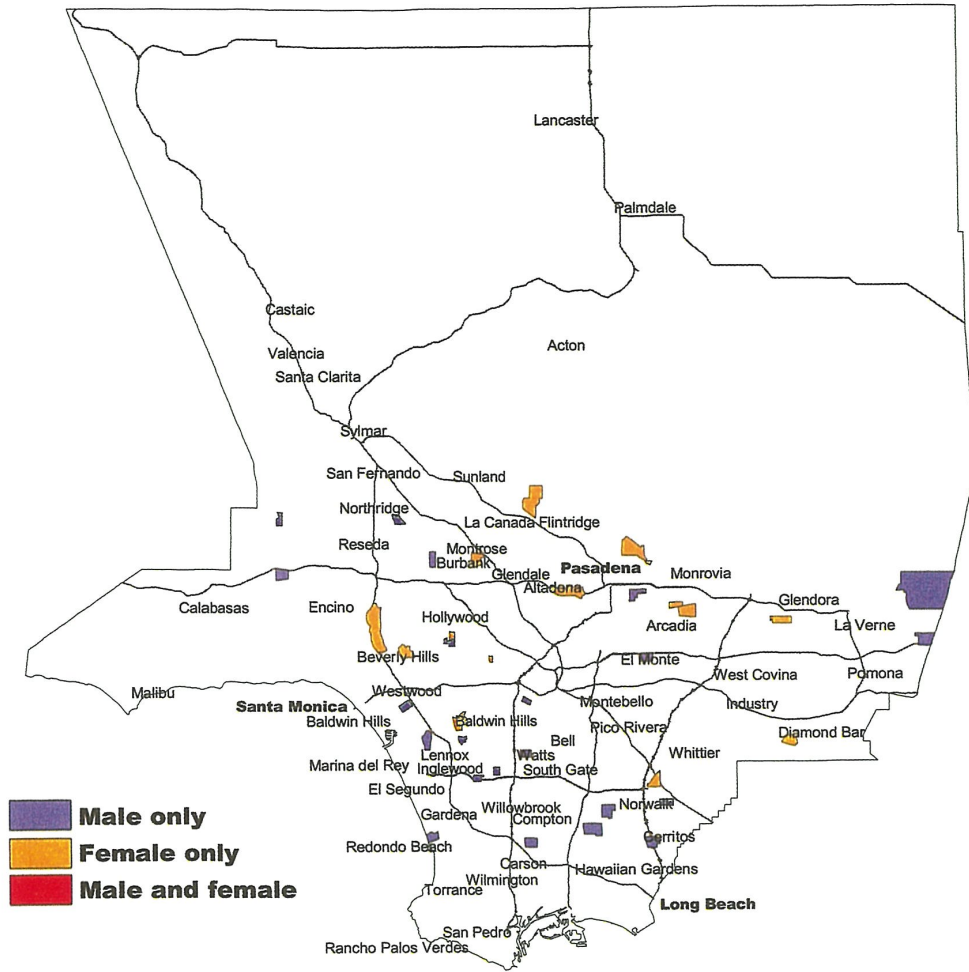 Lancaster
Palmdale
Castaic
Acton
Valencia
Santa Clarita
Sylmar
San Fernando
Sunland
Northridge
La Canada Flintridge
Reseda
Montrose
Burbank
Pasadena
Glendale
Monrovia
Altadena
Calabasas
Encino
Glendora
Hollywood
Arcadia
La Verne
Beverly Hills
El Monte
West Covina
Pomona
Malibu
Westwood
Santa Monica
Montebello
Industry
Baldwin Hills
Baldwin Hills
Pico Rivera
Diamond Bar
Bell
Lennox
Watts
Whittier
Marina del Rey
Inglewood
South Gate
El Segundo
Male only
Willowbrook
Norwalk
Gardena
Compton
Redondo Beach
Cerritos
Female only
Carson
Hawaiian Gardens
Wilmington
Male and female
Torrance
Long Beach
San Pedro
Rancho Palos Verdes